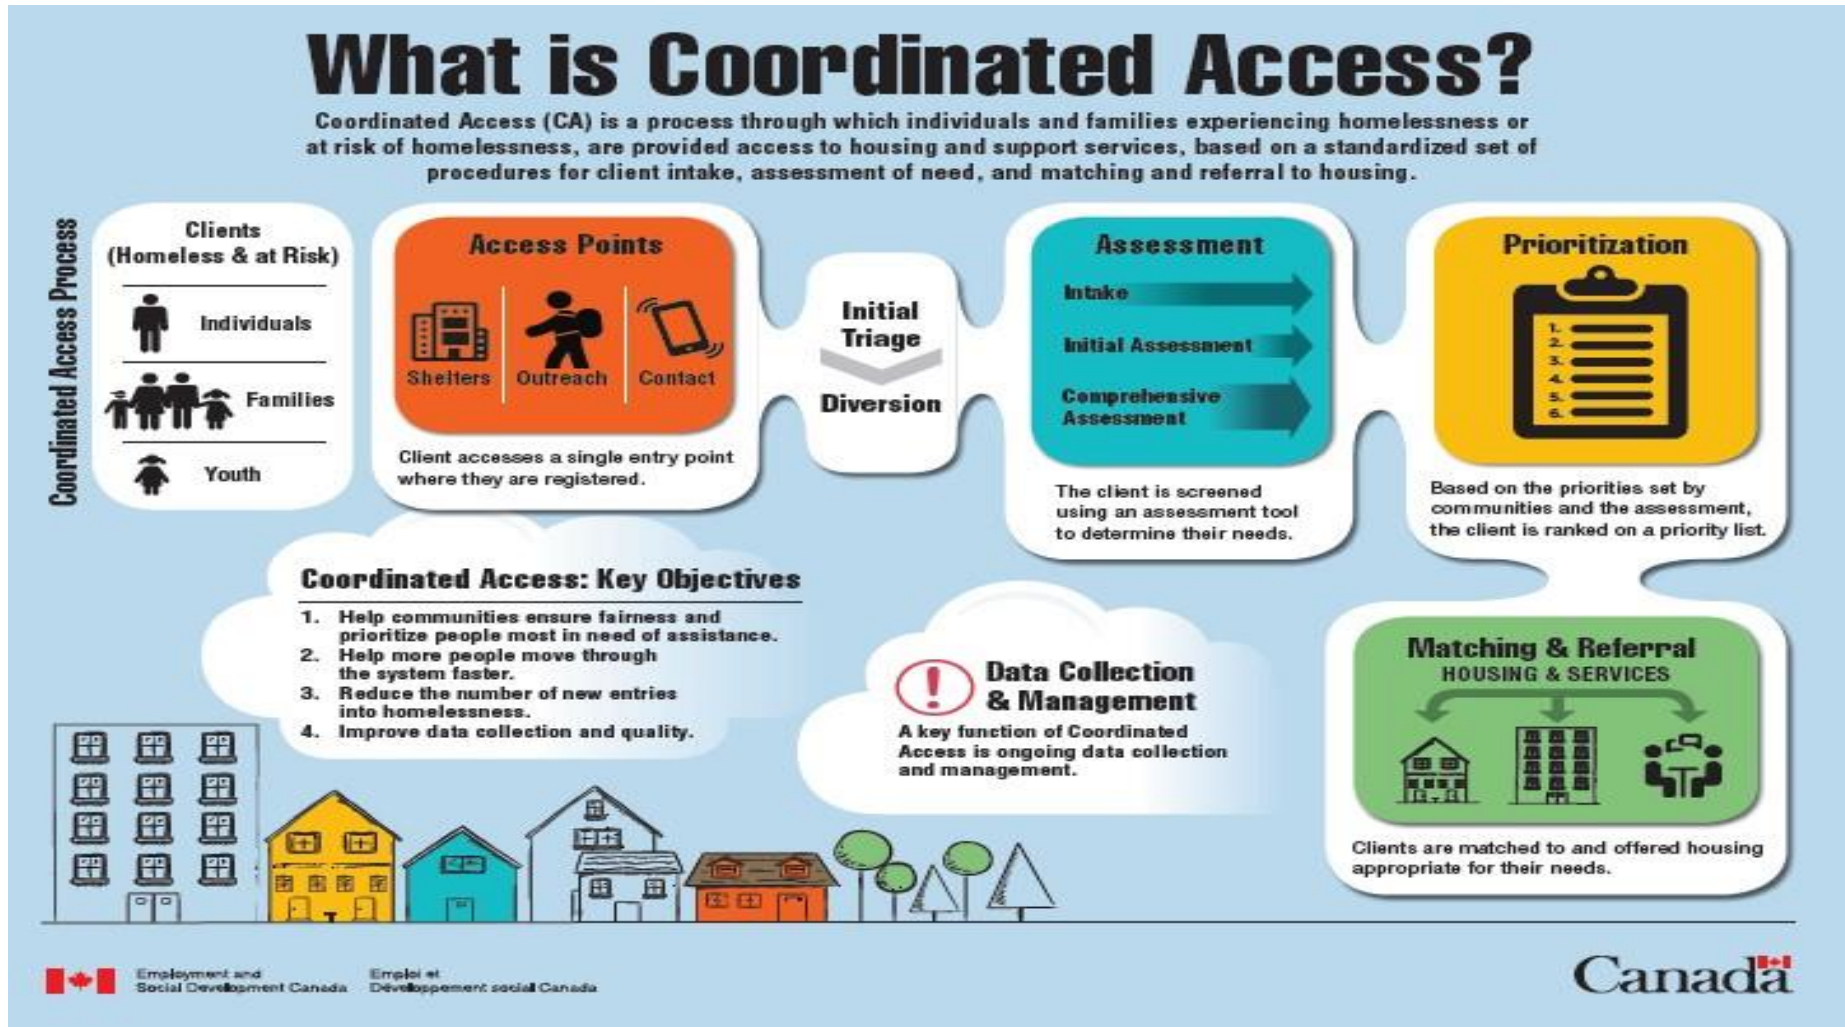 What is Coordinated Access?
Coordinated Access (CA) is a process through which individuals and families experiencing homelessness or
at risk of homelessness, are provided access to housing and support services, based on a standardized set of
procedures for client intake, assessment of need, and matching and referral to housing.
Coordinated Access Process
Clients
(Homeless & at Risk)
Individuals
Families
Youth
Access Points
Shelters
Outreach
Contact
Client accesses a single entry point
where they are registered.
Initial
Triage
Diversion
Assessment
Intake
Initial Assessment
Comprehensive
Assessment
The client is screened
using an assessment tool
to determine their needs.
Prioritization
1.
2.
3.
4.
5.
6.
Based on the priorities set by
communities and the assessment,
the client is ranked on a priority list.
Matching & Referral
HOUSING & SERVICES
Clients are matched to and offered housing
appropriate for their needs.
Coordinated Access: Key Objectives
1. Help communities ensure fairness and
prioritize people most in need of assistance.
2. Help more people move through
the system faster.
3. Reduce the number of new entries
into homelessness.
4. Improve data collection and quality.
!
Data Collection
& Management
A key function of Coordinated
Access is ongoing data collection
and management.
Employment and
Social Development Canada
Emploi et
Développement social Canada
Canada